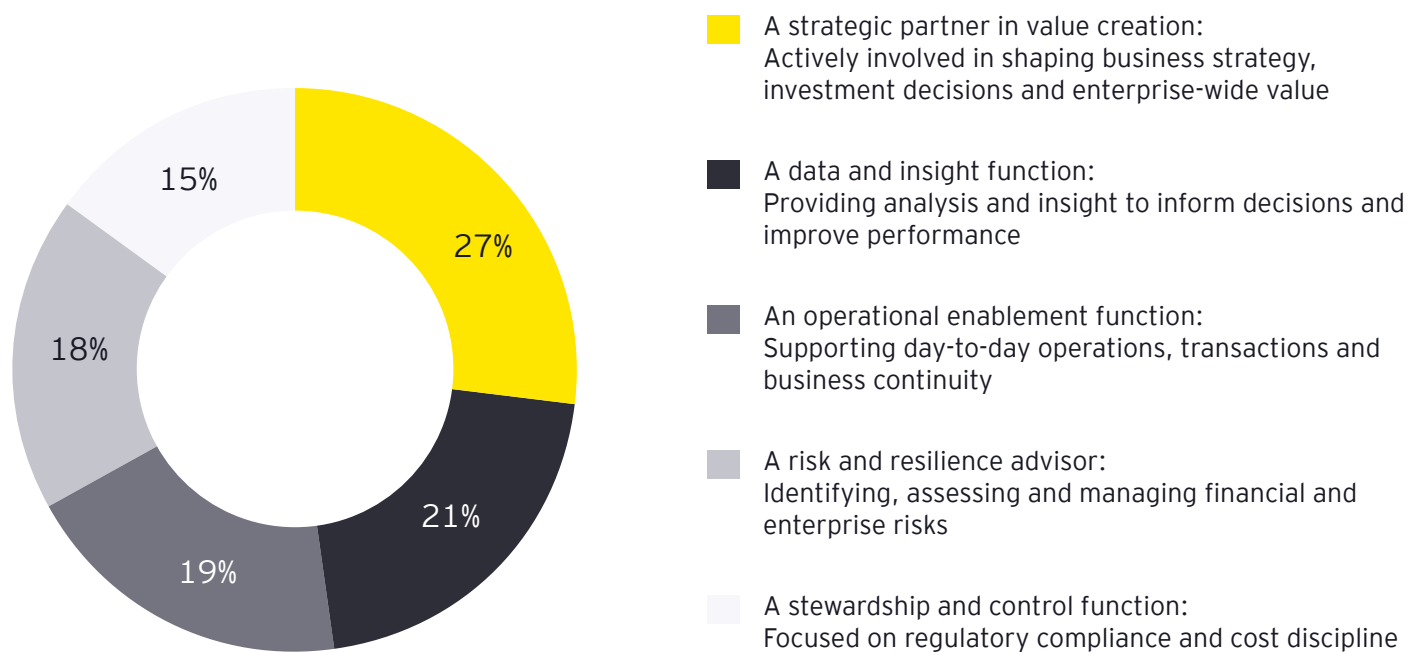 15%
27%
18%
21%
19%
A strategic partner in value creation:
Actively involved in shaping business strategy,
investment decisions and enterprise-wide value
A data and insight function:
Providing analysis and insight to inform decisions and
improve performance
An operational enablement function:
Supporting day-to-day operations, transactions and
business continuity
A risk and resilience advisor:
Identifying, assessing and managing financial and
enterprise risks
A stewardship and control function:
Focused on regulatory compliance and cost discipline